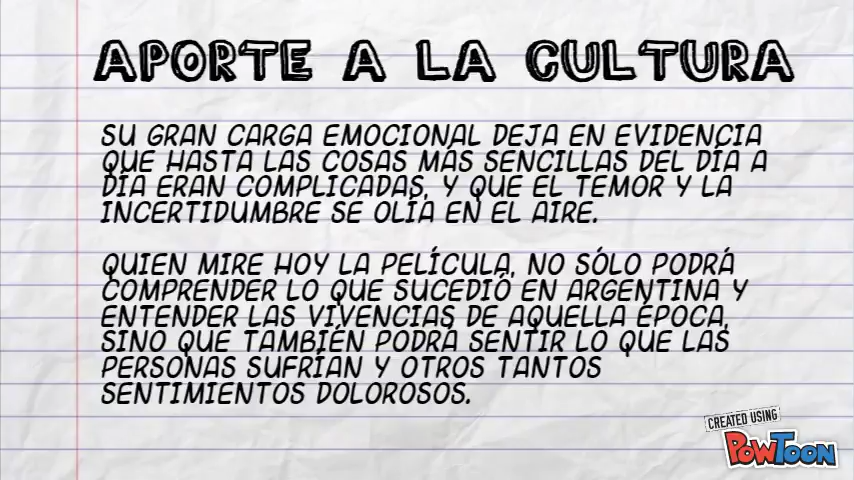 APORTE A LA CULTURA
SU GRAN CARGA EMOCIONAL DEJA EN EVIDENCIA
QUE HASTA LAS COSAS MÁS SENCILLAS DEL DÍA A
DÍA ERAN COMPLICADAS, Y QUE EL TEMOR Y LA
INCERTIDUMBRE SE OLÍA EN EL AIRE.
QUIEN MIRE HOY LA PELÍCULA, NO SÓLO PODRÁ
COMPRENDER LO QUE SUCEDIÓ EN ARGENTINA Y
ENTENDER LAS VIVENCIAS DE AQUELLA ÉPOCA,
SINO QUE TAMBIÉN PODRÁ SENTIR LO QUE LAS
PERSONAS SUFRÍAN Y OTROS TANTOS
SENTIMIENTOS DOLOROSOS.
CREATED USING
POWTOON